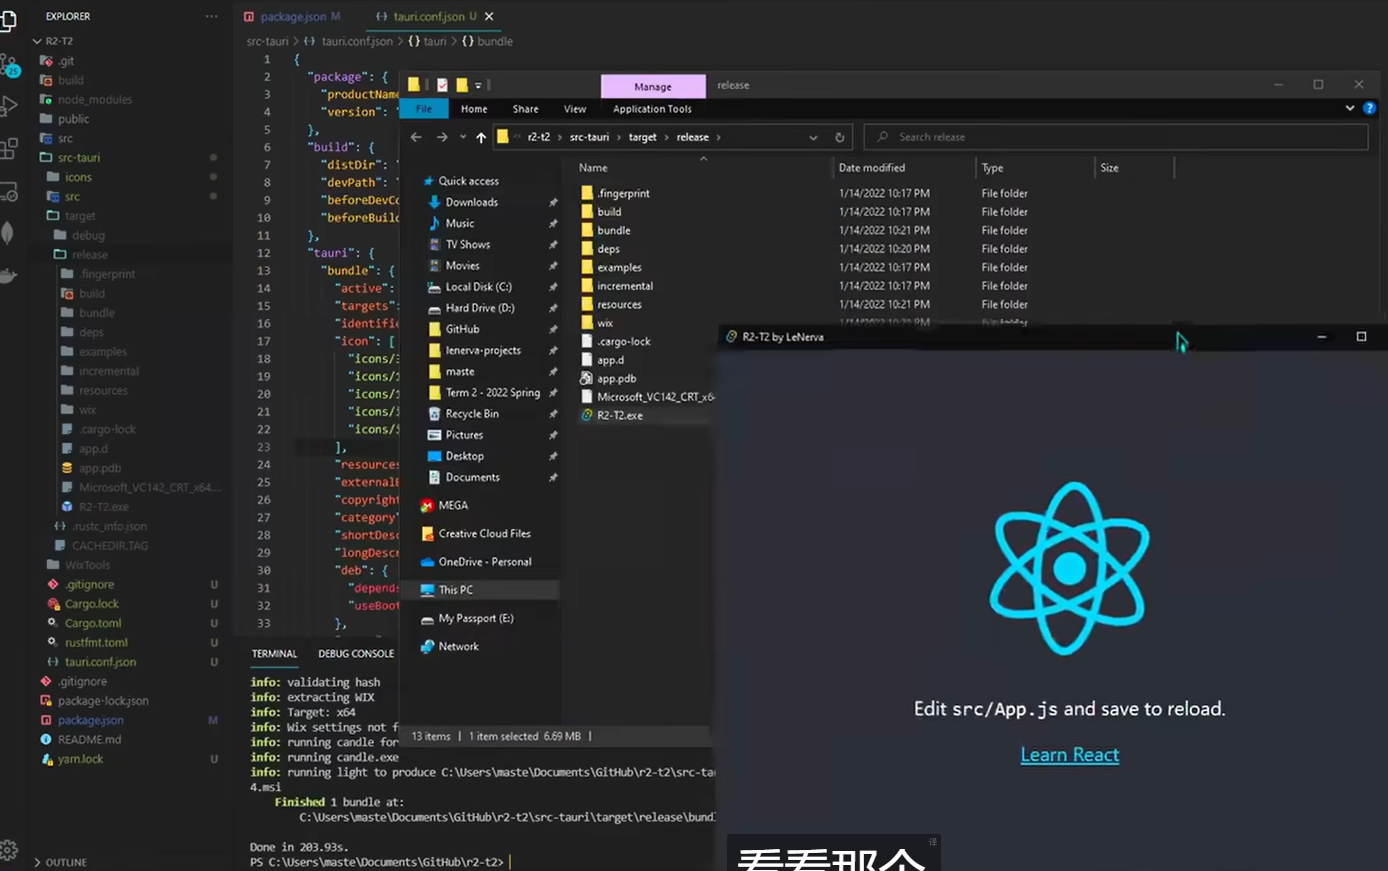 EXPLORER
R2-T2
.git
build
node_modules
public
src
src-tauri
icons
src
target
debug
release
.fingerprint
build
bundle
deps
examples
incremental
resources
wix
.cargo-lock
app.d
app.pdb
Microsoft_VC142_CRT_x64....
R2-T2.exe
.rustc_info.json
CACHEDIR.TAG
WixTools
.gitignore U
Cargo.lock U
Cargo.toml U
rustfmt.toml U
tauri.conf.json U
.gitignore
package-lock.json
package.json M
README.md
yarn.lock U
OUTLINE
25
package.json M
tauri.conf.json U
src-tauri > {} tauri.conf.json > {} tauri > {} bundle
1 {
2 "package": {
3 "productName
4 "version": "
5 },
6 "build": {
7 "distDir": "
8 "devPath": "
9 "beforeDevCo
10 "beforeBuild
11 },
12 "tauri": {
13 "bundle": {
14 "active":
15 "targets":
16 "identifie
17 "icon": [
18 "icons/3
19 "icons/1
20 "icons/1
21 "icons/i
22 "icons/i
23 ],
24 "resources
25 "externalB
26 "copyright
27 "category"
28 "shortDesc
29 "longDescr
30 "deb": {
31 "depends
32 "useBoot
33 },
TERMINAL DEBUG CONSOLE
info: validating hash
info: extracting WIX
info: Target: x64
info: Wix settings not f
info: running candle for
info: running candle.exe
info: running light to produce C:\Users\maste\Documents\GitHub\r2-t2\src-tau
4.msi
Finished 1 bundle at:
C:\Users\maste\Documents\GitHub\r2-t2\src-tauri\target\release\bundl
Done in 203.93s.
PS C:\Users\maste\Documents\GitHub\r2-t2>
Manage release
File Home Share View Application Tools
r2-t2 > src-tauri > target > release >
Search release
Quick access
Downloads
Music
TV Shows
Movies
Local Disk (C:)
Hard Drive (D:)
GitHub
lenerva-projects
maste
Term 2 - 2022 Spring
Recycle Bin
Pictures
Desktop
Documents
MEGA
Creative Cloud Files
OneDrive - Personal
This PC
My Passport (E:)
Network
Name Date modified Type Size
.fingerprint 1/14/2022 10:17 PM File folder
build 1/14/2022 10:17 PM File folder
bundle 1/14/2022 10:21 PM File folder
deps 1/14/2022 10:20 PM File folder
examples 1/14/2022 10:17 PM File folder
incremental 1/14/2022 10:17 PM File folder
resources 1/14/2022 10:21 PM File folder
wix
.cargo-lock
app.d
app.pdb
Microsoft_VC142_CRT_x6
R2-T2.exe
13 items 1 item selected 6.69 MB
R2-T2 by LeNerva
Edit src/App.js and save to reload.
Learn React
看看那个
译